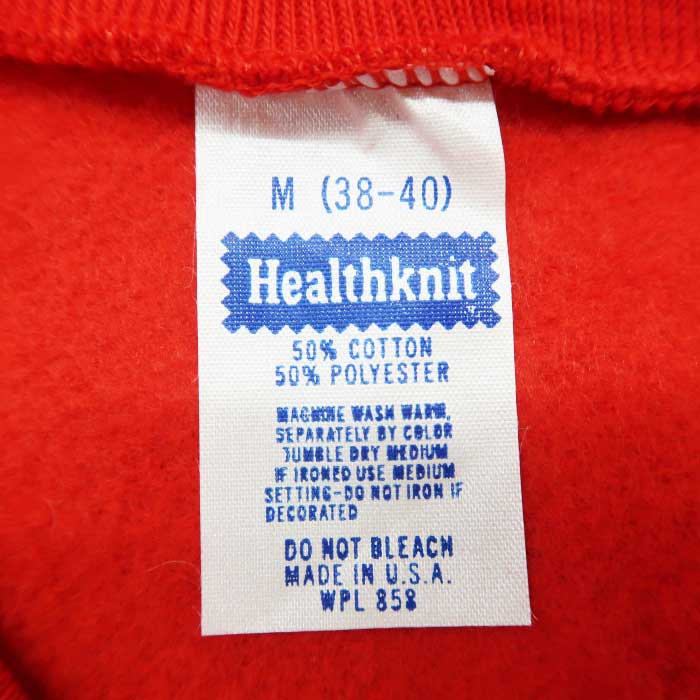 M (38-40)
Healthknit
50% COTTON
50% POLYESTER
MACHINE WASH WARM,
SEPARATELY BY COLOR
TUMBLE DRY MEDIUM
IF IRONED USE MEDIUM
SETTING-DO NOT IRON IF
DECORATED
DO NOT BLEACH
MADE IN U.S.A.
WPL 858